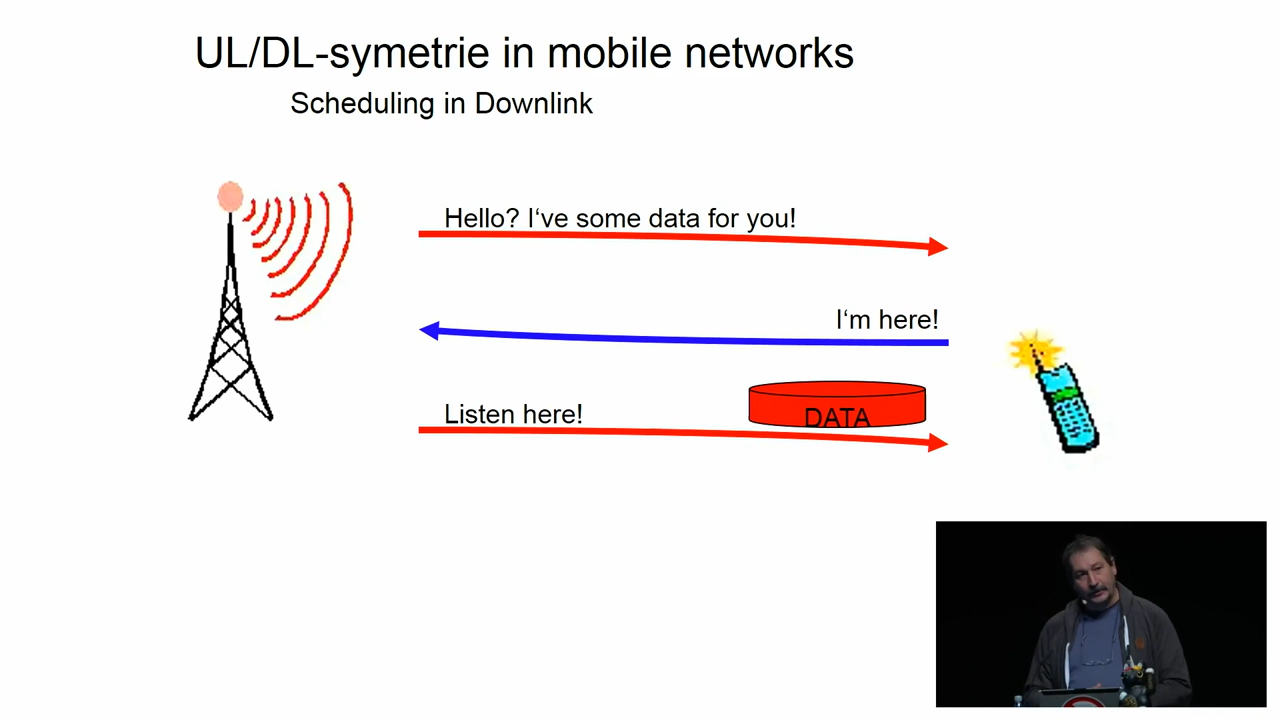 UL/DL-symetrie in mobile networks
Scheduling in Downlink
Hello? I‘ve some data for you!
I‘m here!
Listen here!
DATA